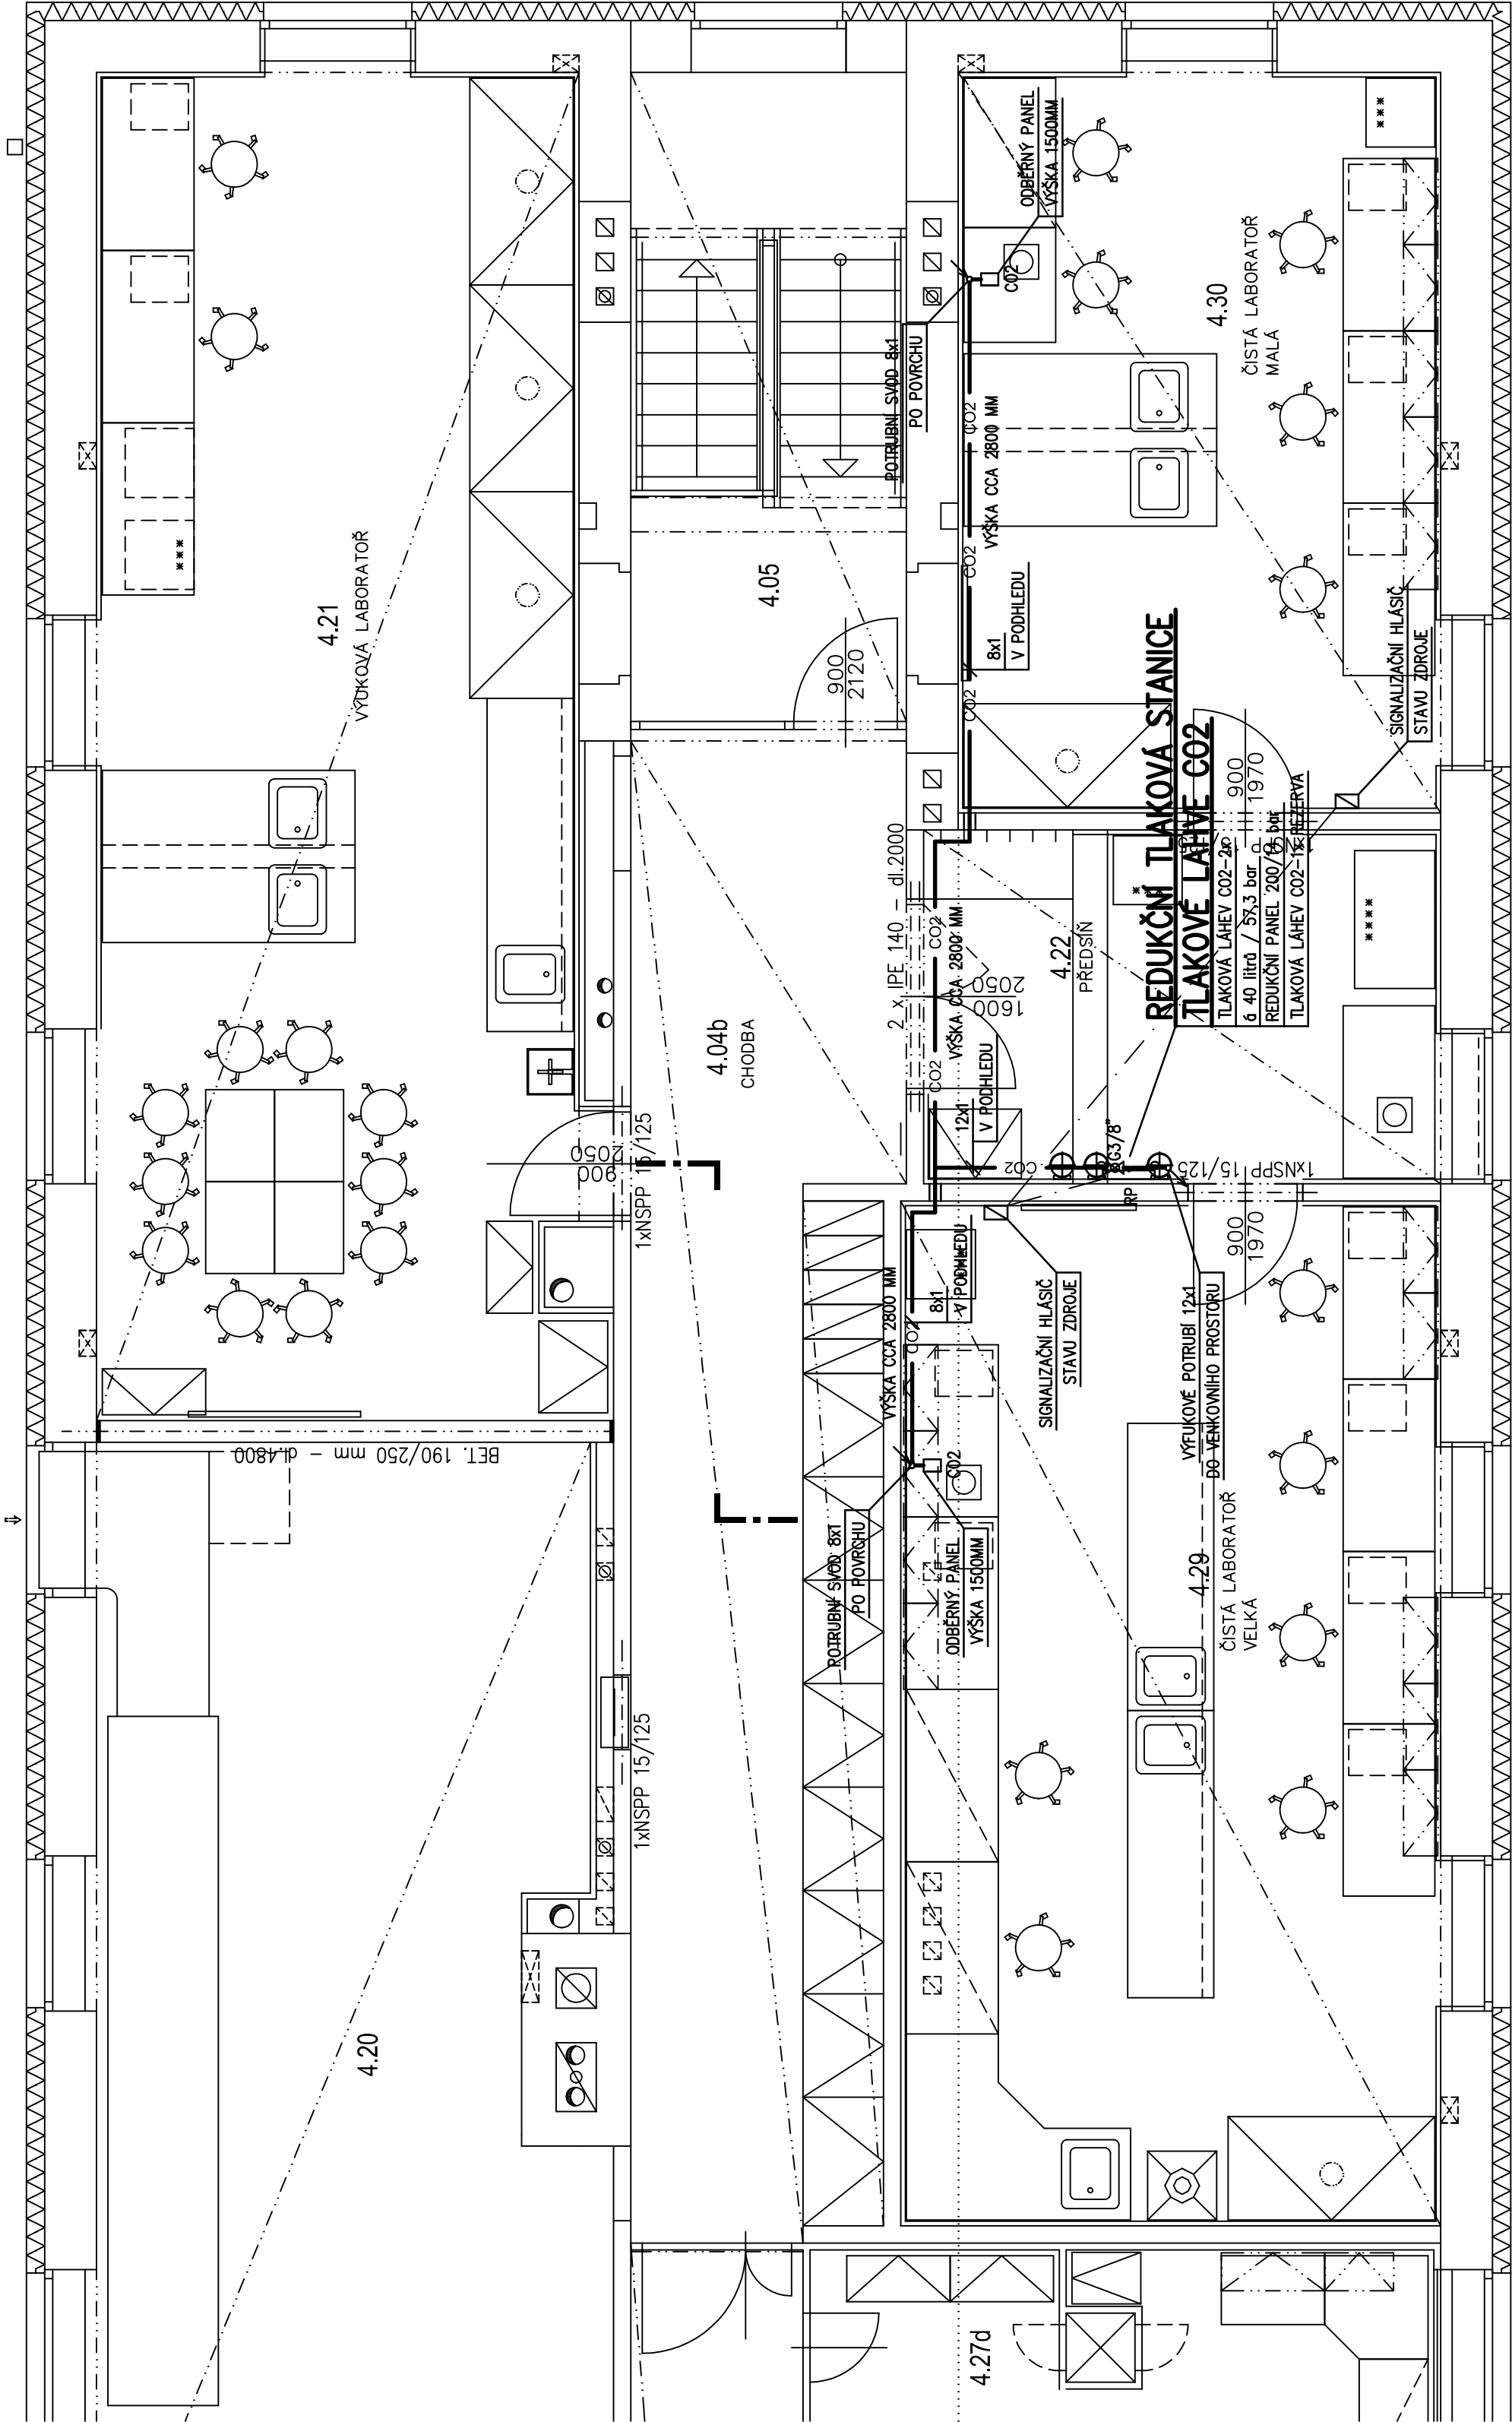 4.21
VÝUKOVÁ LABORATOŘ
4.05
900
2120
ODBĚRNÝ PANEL
VÝŠKA 1500MM
CO2
POTRUBNÍ SVOD 8x1
PO POVRCHU
CO2
VÝŠKA CCA 2800 MM
CO2
8x1
V PODHLEDU
CO2
4.30
ČISTÁ LABORATOŘ
MALÁ
SIGNALIZAČNÍ HLÁSIČ
STAVU ZDROJE
900
1970
REDUKČNÍ TLAKOVÁ STANICE
TLAKOVÉ LAHVE CO2
TLAKOVÁ LÁHEV CO2-2x
á 40 litrů / 57,3 bar
REDUKČNÍ PANEL 200/16 bar
TLAKOVÁ LÁHEV CO2-1x REZERVA
4.22
PŘEDSÍŇ
2 x IPE 140 - dl.2000
CO2
VÝŠKA CCA 2800 MM
1600
2050
CO2
12x1
V PODHLEDU
4.04b
CHODBA
900
2050
1xNSPP 15/125
CO2
RP
1xNSPP 15/125
900
1970
8x1
V PODHLEDU
VÝŠKA CCA 2800 MM
CO2
SIGNALIZAČNÍ HLÁSIČ
STAVU ZDROJE
VÝFUKOVÉ POTRUBÍ 12x1
DO VENKOVNÍHO PROSTORU
CO2
POTRUBNÍ SVOD 8x1
PO POVRCHU
ODBĚRNÝ PANEL
VÝŠKA 1500MM
4.29
ČISTÁ LABORATOŘ
VELKÁ
BET. 190/250 mm - dl.4800
1xNSPP 15/125
4.20
4.27d